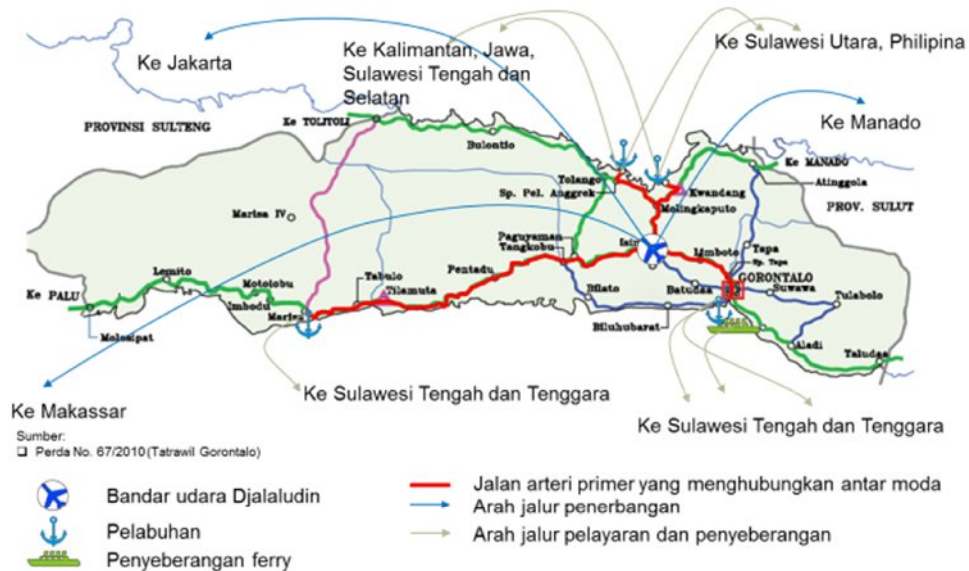 Ke Jakarta
Ke Kalimantan, Jawa,
Sulawesi Tengah dan
Selatan
Ke Sulawesi Utara, Philipina
Ke Manado
PROVINSI SULTENG
Ke TOLITOLI
Bulontio
Tolango
Sp. Pel. Anggrek
Kwandang
Molingkaputo
Ke MANADO
Atinggola
PROV. SULUT
Marisa IV
Paguyaman
Tangkobu
Isimu
Limboto
Tapa
Sp. Tapa
GORONTALO
Suwawa
Tulabolo
Ke PALU
Lemito
Motolobu
Imbodu
Marisa
Molosipat
Tabulo
Tilamuta
Pentadu
Bilato
Batudaa
Biluhubarat
Aladi
Taludaa
Ke Makassar
Ke Sulawesi Tengah dan Tenggara
Ke Sulawesi Tengah dan Tenggara
Sumber:
❑ Perda No. 67/2010 (Tatrawil Gorontalo)
Bandar udara Djalaludin
Pelabuhan
Penyeberangan ferry
Jalan arteri primer yang menghubungkan antar moda
Arah jalur penerbangan
Arah jalur pelayaran dan penyeberangan